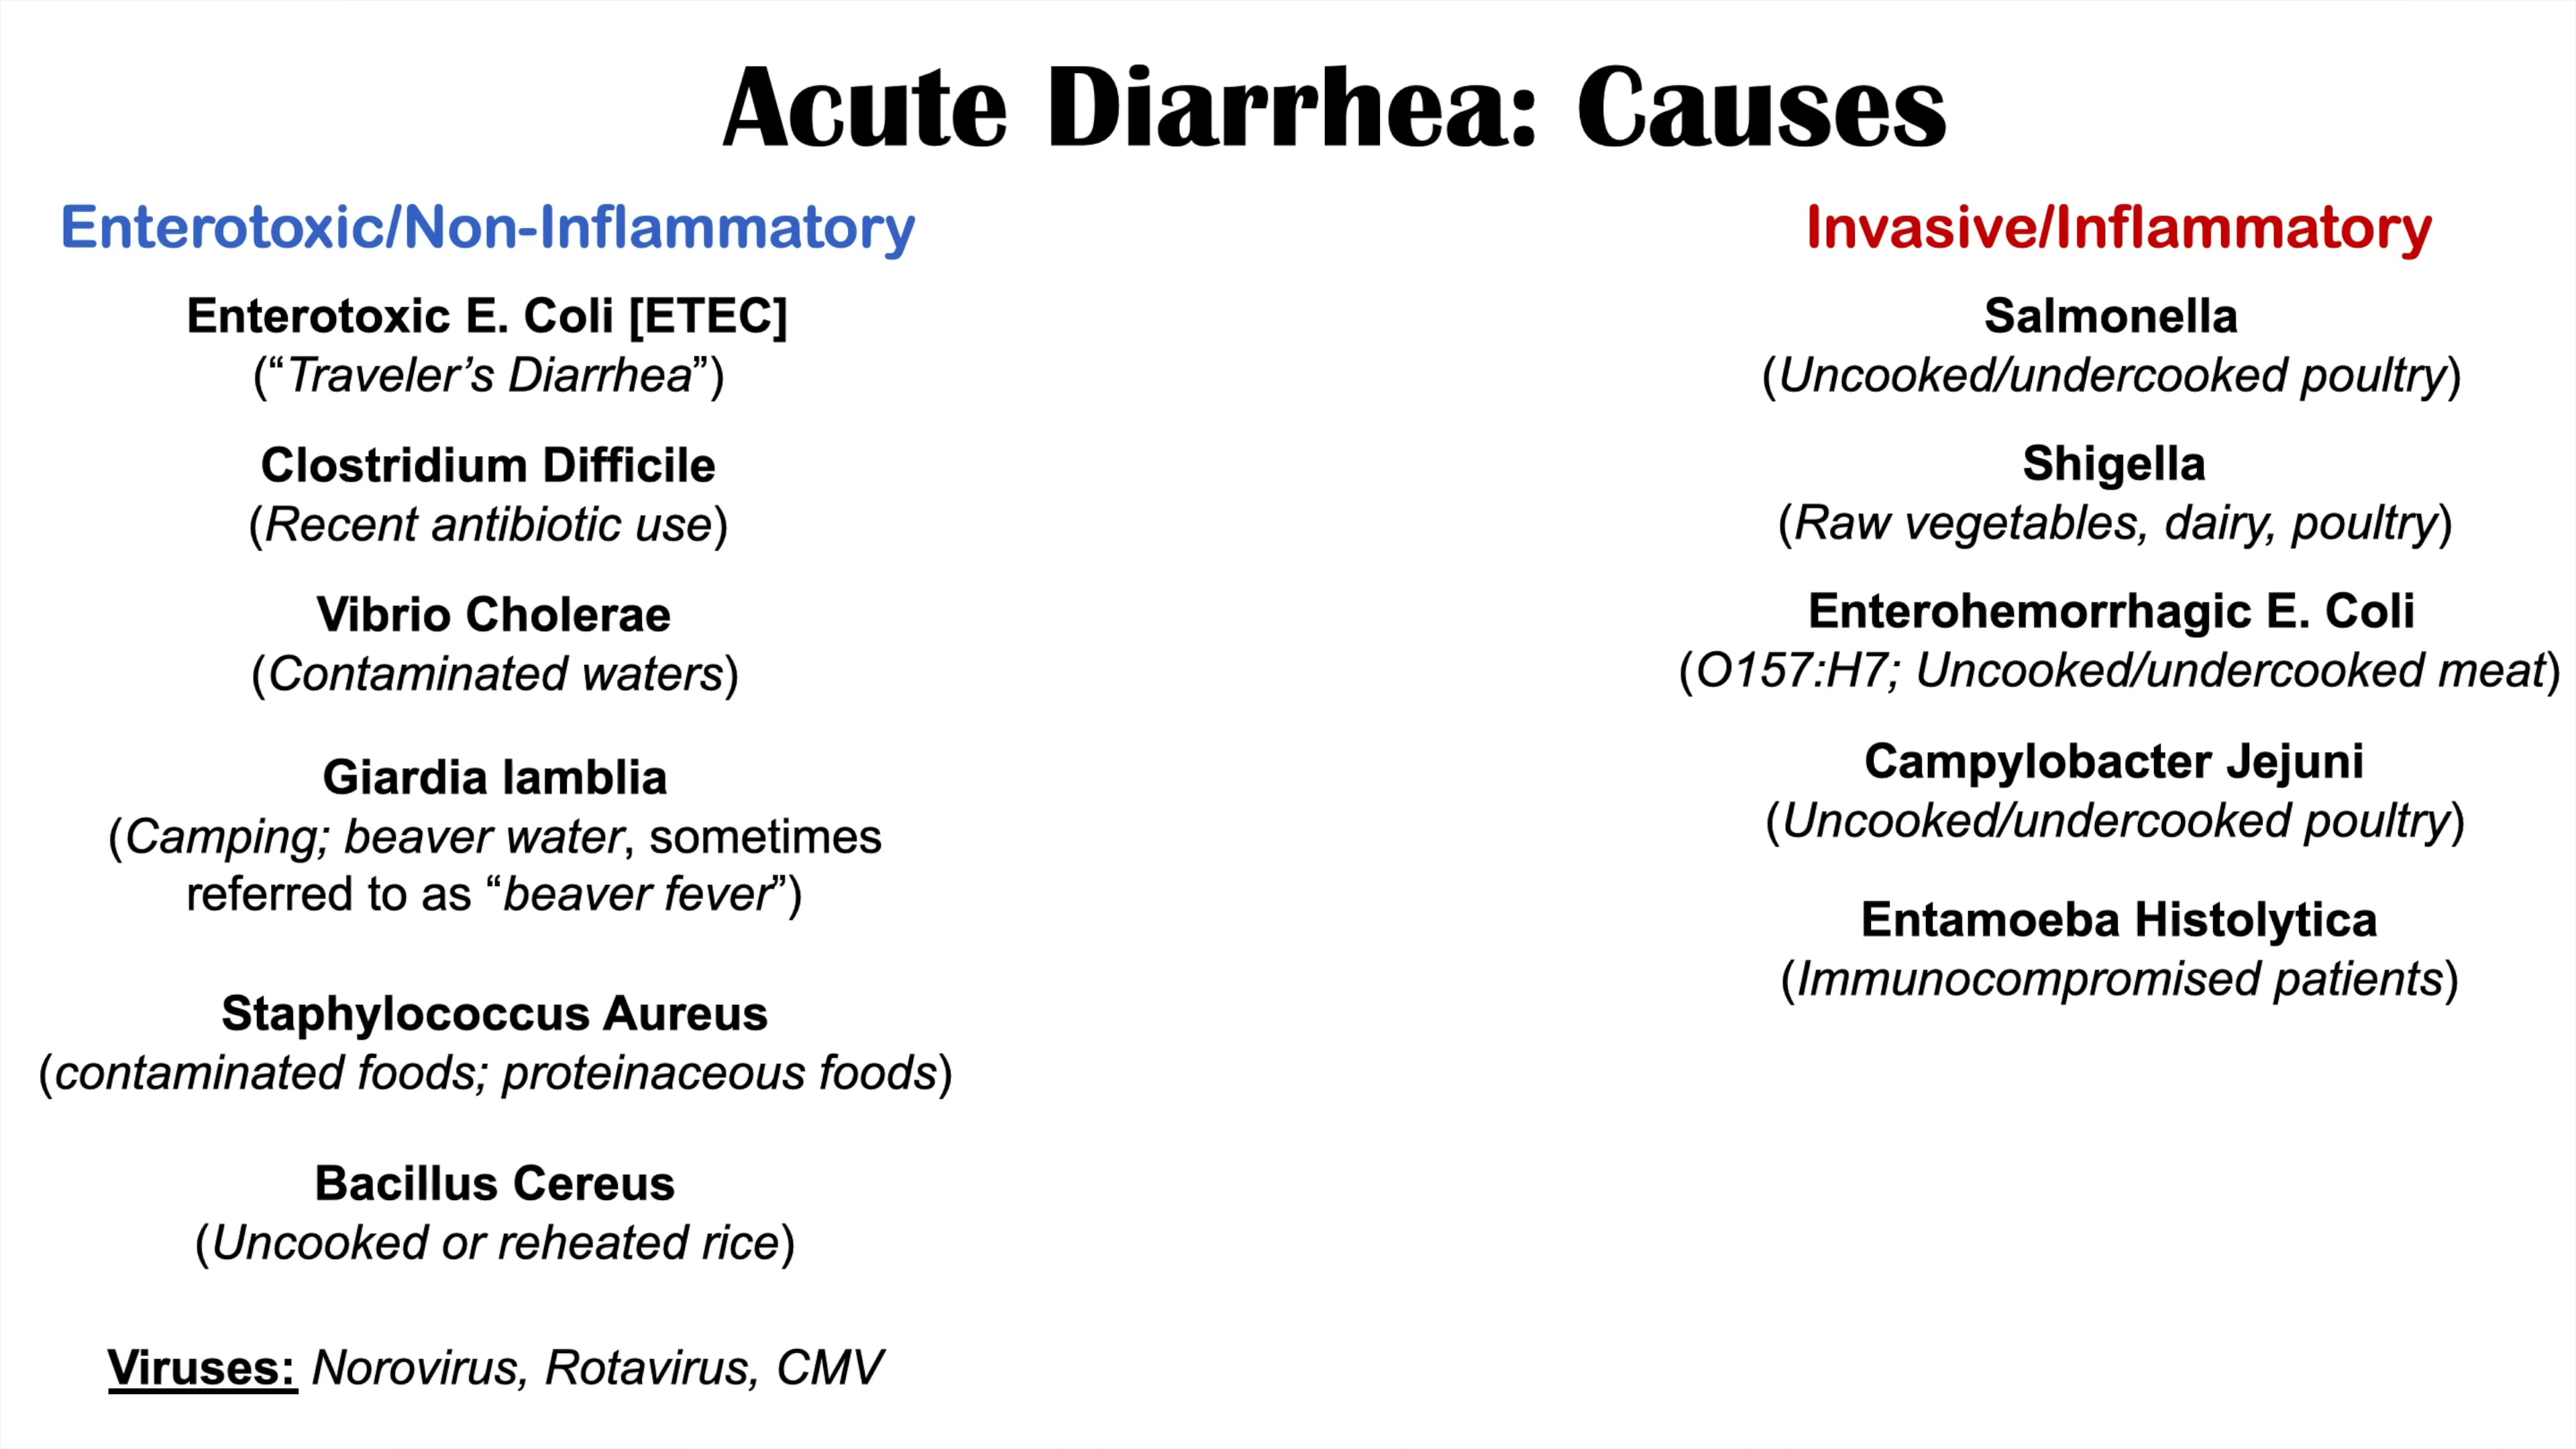 Acute Diarrhea: Causes
Enterotoxic/Non-Inflammatory
Enterotoxic E. Coli [ETEC]
(“Traveler’s Diarrhea”)
Clostridium Difficile
(Recent antibiotic use)
Vibrio Cholerae
(Contaminated waters)
Giardia lamblia
(Camping; beaver water, sometimes
referred to as “beaver fever”)
Staphylococcus Aureus
(contaminated foods; proteinaceous foods)
Bacillus Cereus
(Uncooked or reheated rice)
Viruses: Norovirus, Rotavirus, CMV
Invasive/Inflammatory
Salmonella
(Uncooked/undercooked poultry)
Shigella
(Raw vegetables, dairy, poultry)
Enterohemorrhagic E. Coli
(O157:H7; Uncooked/undercooked meat)
Campylobacter Jejuni
(Uncooked/undercooked poultry)
Entamoeba Histolytica
(Immunocompromised patients)